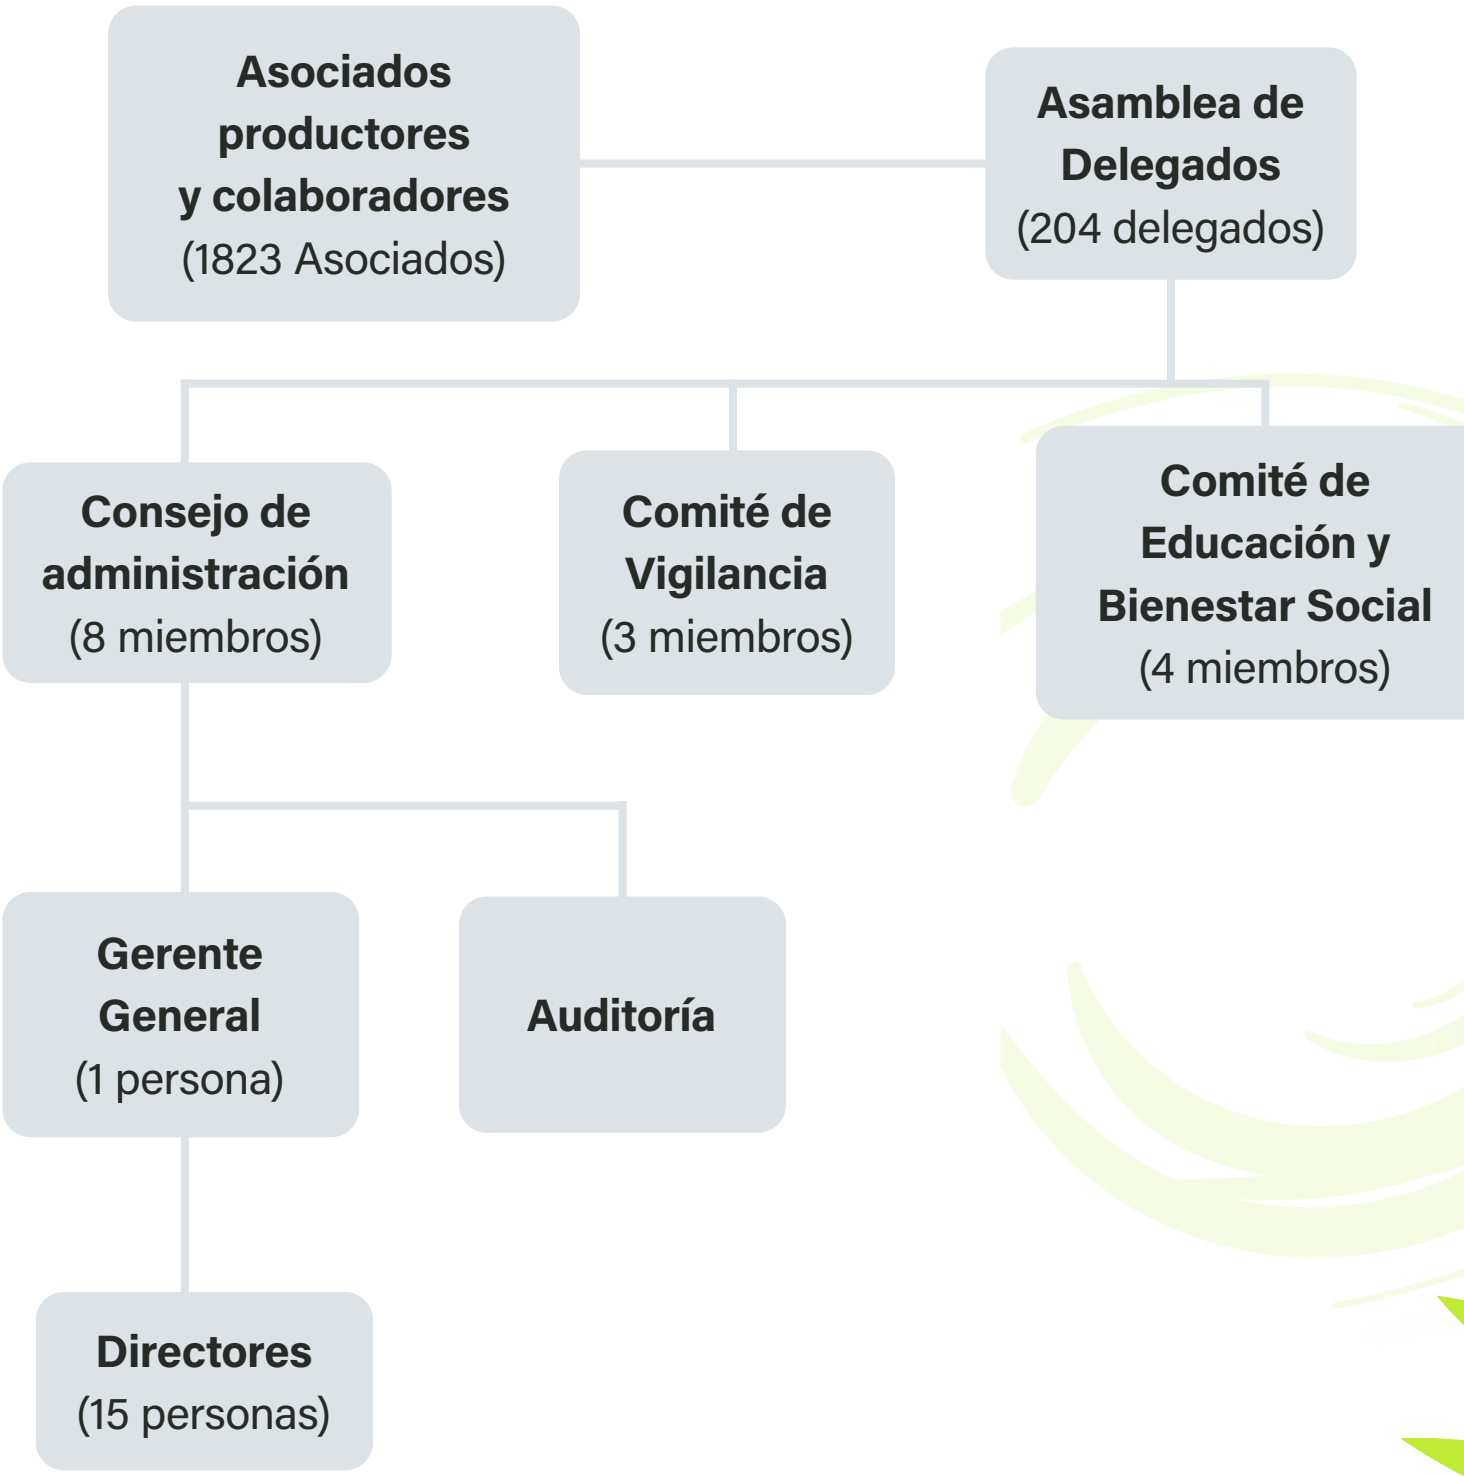 Asociados
productores
y colaboradores
(1823 Asociados)
Asamblea de
Delegados
(204 delegados)
Consejo de
administración
(8 miembros)
Comité de
Vigilancia
(3 miembros)
Comité de
Educación y
Bienestar Social
(4 miembros)
Gerente
General
(1 persona)
Auditoría
Directores
(15 personas)